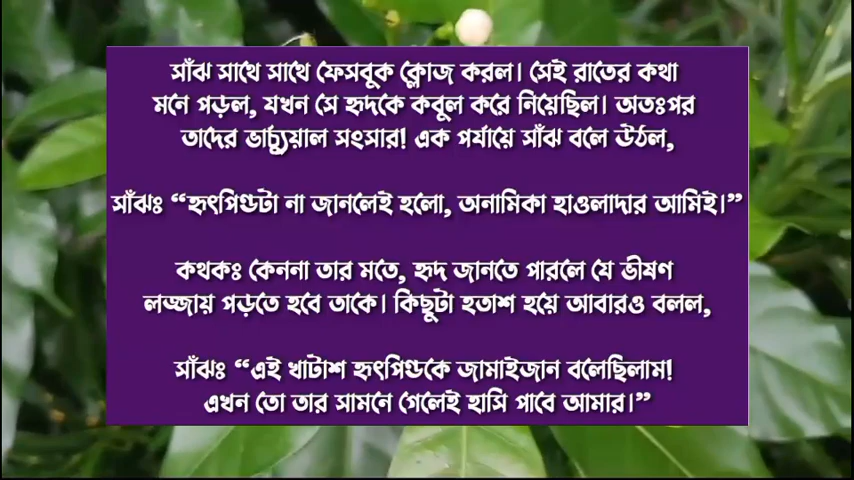 সাঁঝ সাথে সাথে ফেসবুক ক্লোজ করল। সেই রাতের কথা
মনে পড়ল, যখন সে হৃদকে কবুল করে নিয়েছিল। অতঃপর
তাদের ভার্চ্যুয়াল সংসার! এক পর্যায়ে সাঁঝ বলে উঠল,
সাঁঝঃ “হৃৎপিণ্ডটা না জানলেই হলো, অনামিকা হাওলাদার আমিই।”
কথকঃ কেননা তার মতে, হৃদ জানতে পারলে যে ভীষণ
লজ্জায় পড়তে হবে তাকে। কিছুটা হতাশ হয়ে আবারও বলল,
সাঁঝঃ “এই খাটাশ হৃৎপিণ্ডকে জামাইজান বলেছিলাম!
এখন তো তার সামনে গেলেই হাসি পাবে আমার।”